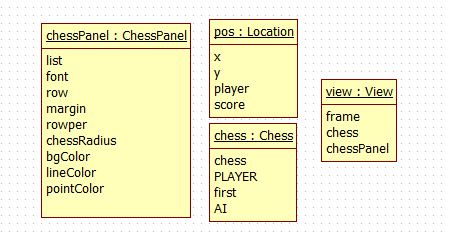 chessPanel : ChessPanel
list
font
row
margin
rowper
chessRadius
bgColor
lineColor
pointColor
pos : Location
x
y
player
score
chess : Chess
chess
PLAYER
first
AI
view : View
frame
chess
chessPanel